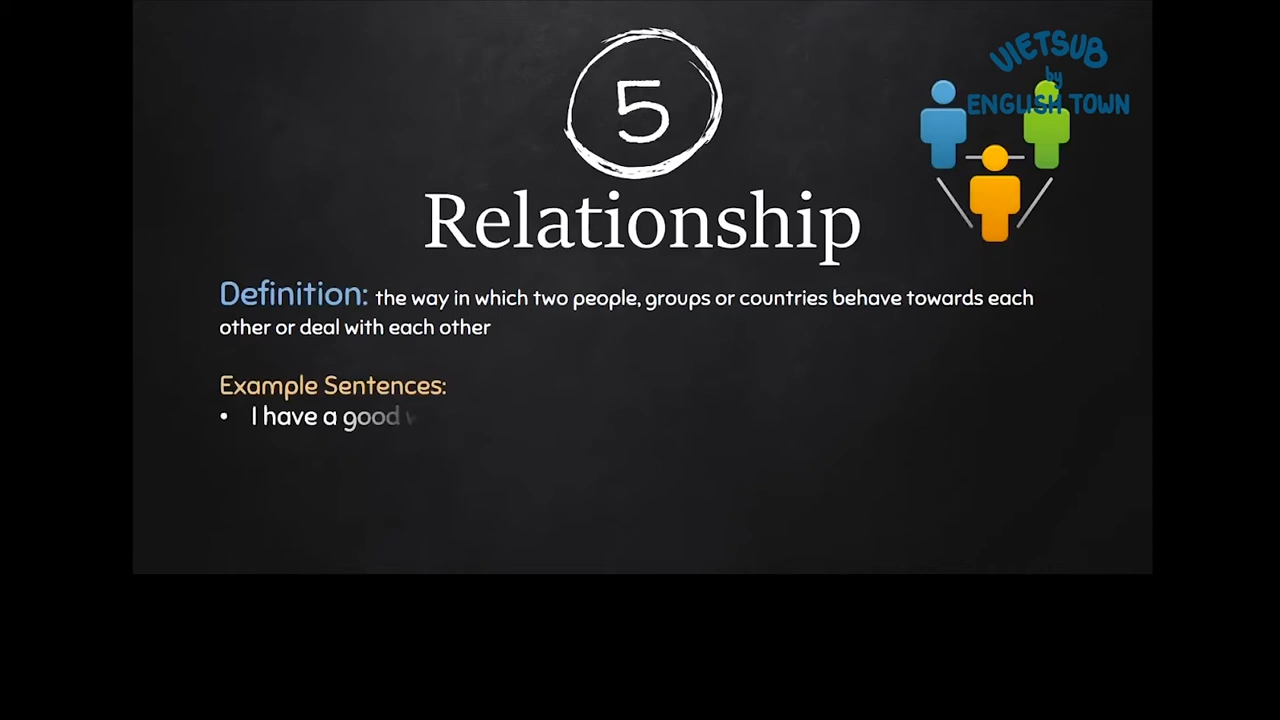 VIETSUB
by
ENGLISH TOWN
5
Relationship
Definition: the way in which two people, groups or countries behave towards each
other or deal with each other
Example Sentences:
• I have a good